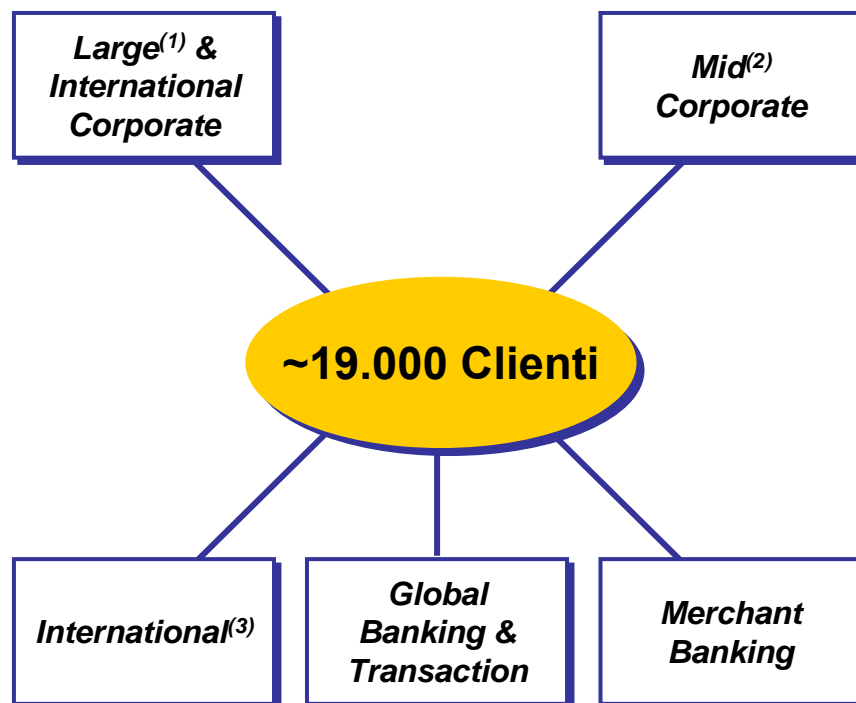 Large(1) &
International
Corporate
Mid(2)
Corporate
~19.000 Clienti
International(3)
Global
Banking &
Transaction
Merchant
Banking